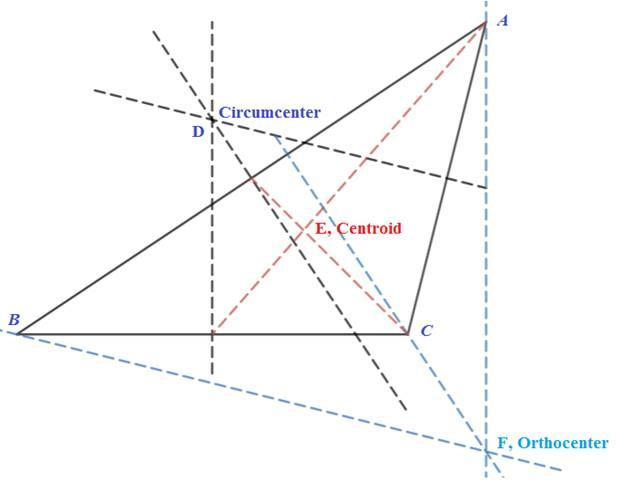 A
Circumcenter
D
E, Centroid
B
C
F, Orthocenter